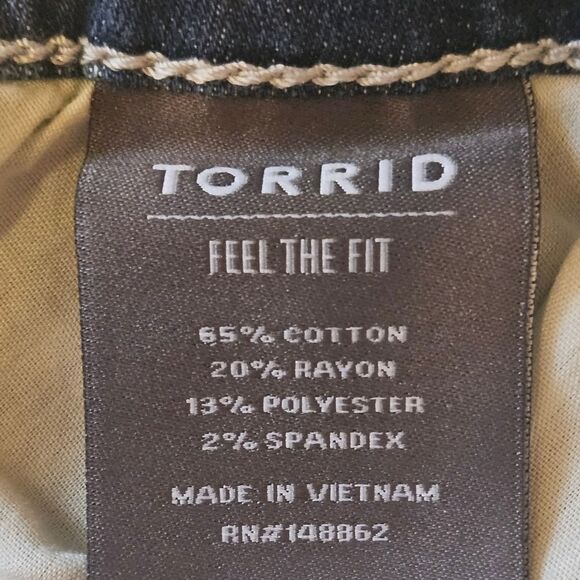 TORRID
FEEL THE FIT
65% COTTON
20% RAYON
13% POLYESTER
2% SPANDEX
MADE IN VIETNAM
RN#148862